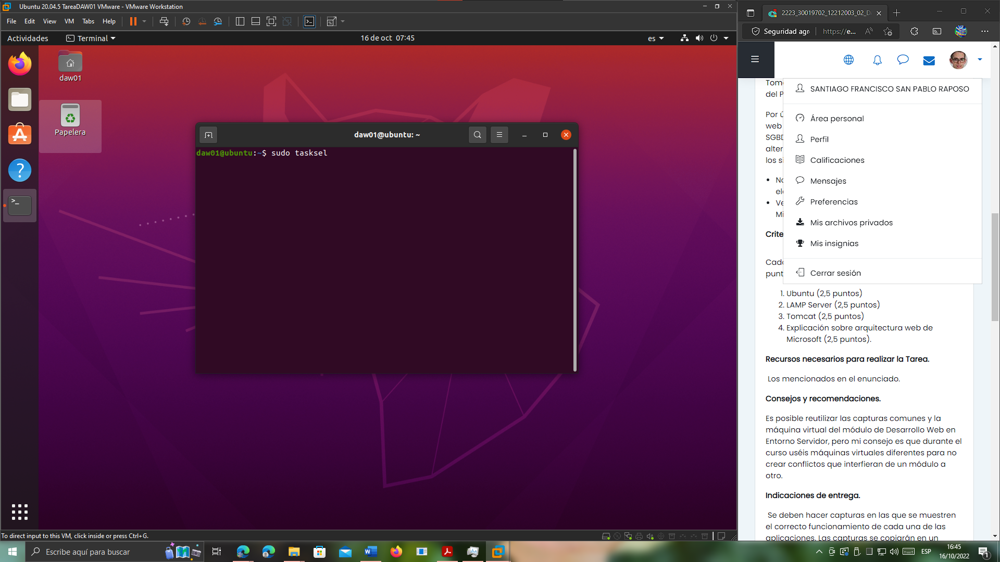 Ubuntu 20.04.5 TareaDAW01 VMware - VMware Workstation
File Edit View VM Tabs Help
Actividades
Terminal
16 de oct 07:45
es
daw01
Papelera
daw01@ubuntu: ~
daw01@ubuntu:~$ sudo tasksel
To direct input to this VM, click inside or press Ctrl+G.
2223_30019702_12212003_02_D
Seguridad agr
https://e...
SANTIAGO FRANCISCO SAN PABLO RAPOSO
Área personal
Perfil
Calificaciones
Mensajes
Preferencias
Mis archivos privados
Mis insignias
Cerrar sesión
Tom
del P
Por ú
web
SGBD
alter
los si
No
ele
Ve
Mi
Crite
Cada
punt
1. Ubuntu (2,5 puntos)
2. LAMP Server (2,5 puntos)
3. Tomcat (2,5 puntos)
4. Explicación sobre arquitectura web de
Microsoft (2,5 puntos).
Recursos necesarios para realizar la Tarea.
Los mencionados en el enunciado.
Consejos y recomendaciones.
Es posible reutilizar las capturas comunes y la
máquina virtual del módulo de Desarrollo Web en
Entorno Servidor, pero mi consejo es que durante el
curso uséis máquinas virtuales diferentes para no
crear conflictos que interfieran de un módulo a
otro.
Indicaciones de entrega.
Se deben hacer capturas en las que se muestren
el correcto funcionamiento de cada una de las
aplicaciones. Las capturas se copiarán en un
Escribe aquí para buscar
ESP
16:45
16/10/2022
1